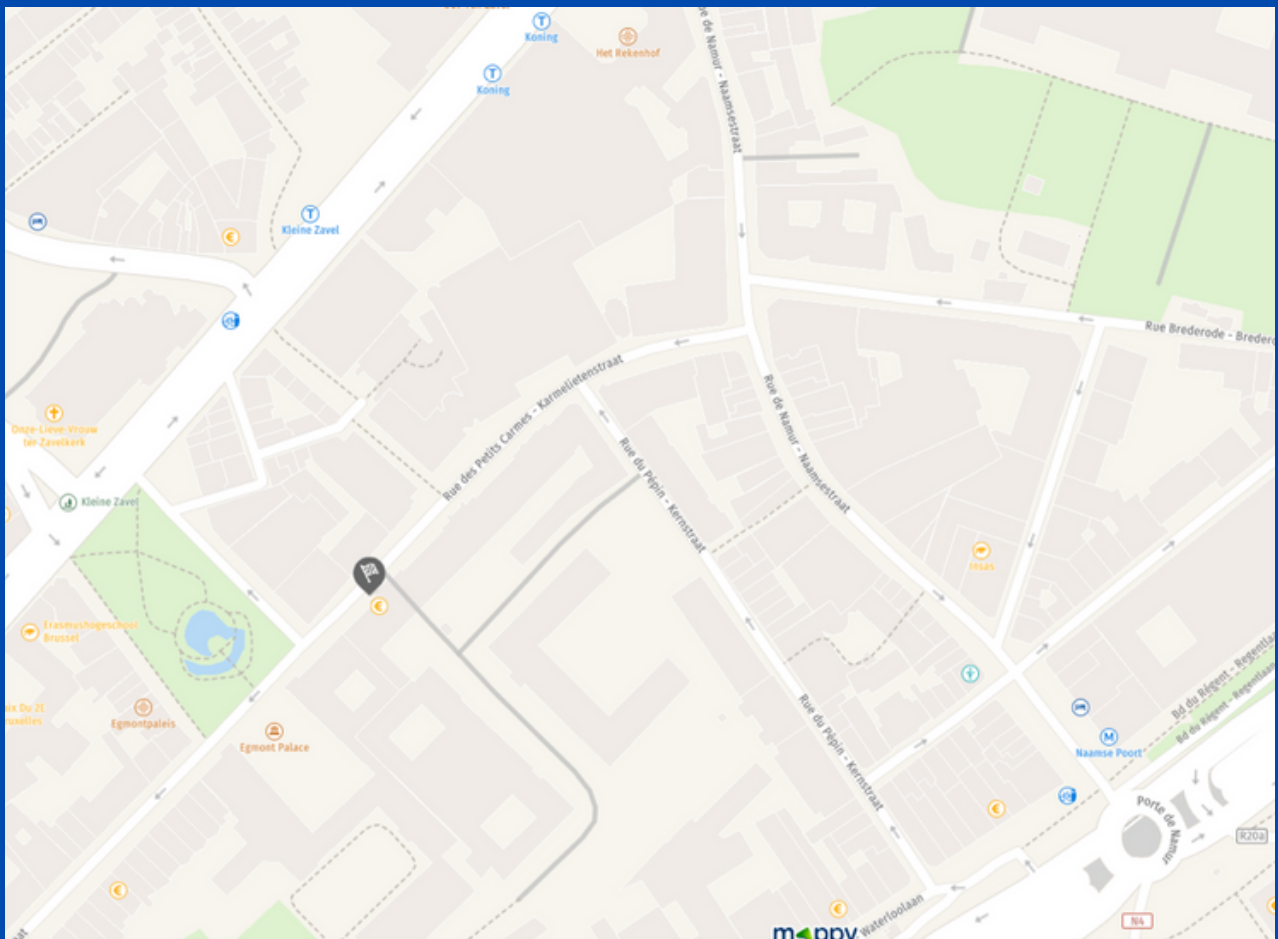 Koning
Het Rekenhof
Koning
Rue de Namur - Naamsestraat
Kleine Zavel
Rue Brederode -
Rue des Petits Carmes - Karmelietenstraat
Onze-Lieve-Vrouw
ter Zavelkerk
Rue de Namur - Naamsestraat
Rue du Pépin - Kernstraat
Kleine Zavel
Insas
Erasmushogeschool
Brussel
Egmontpaleis
Egmont Palace
Rue du Pépin - Kernstraat
Bd du Régent -
Bd du Régent - Regentlaan
Naamse Poort
Porte de
Namur
R20a
N4
Waterloolaan
mappy